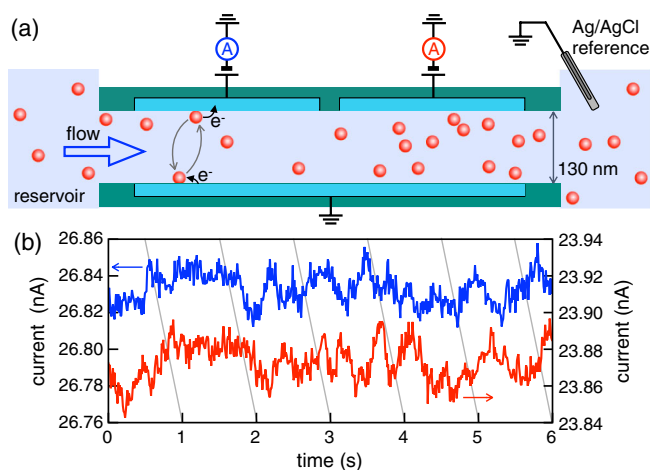 (a)
A
A
Ag/AgCl
reference
e-
flow
e-
130 nm
reservoir
(b)
26.86
26.84
26.82
26.80
26.78
26.76
current (nA)
23.94
23.92
23.90
23.88
23.86
23.84
current (nA)
0 1 2 3 4 5 6
time (s)